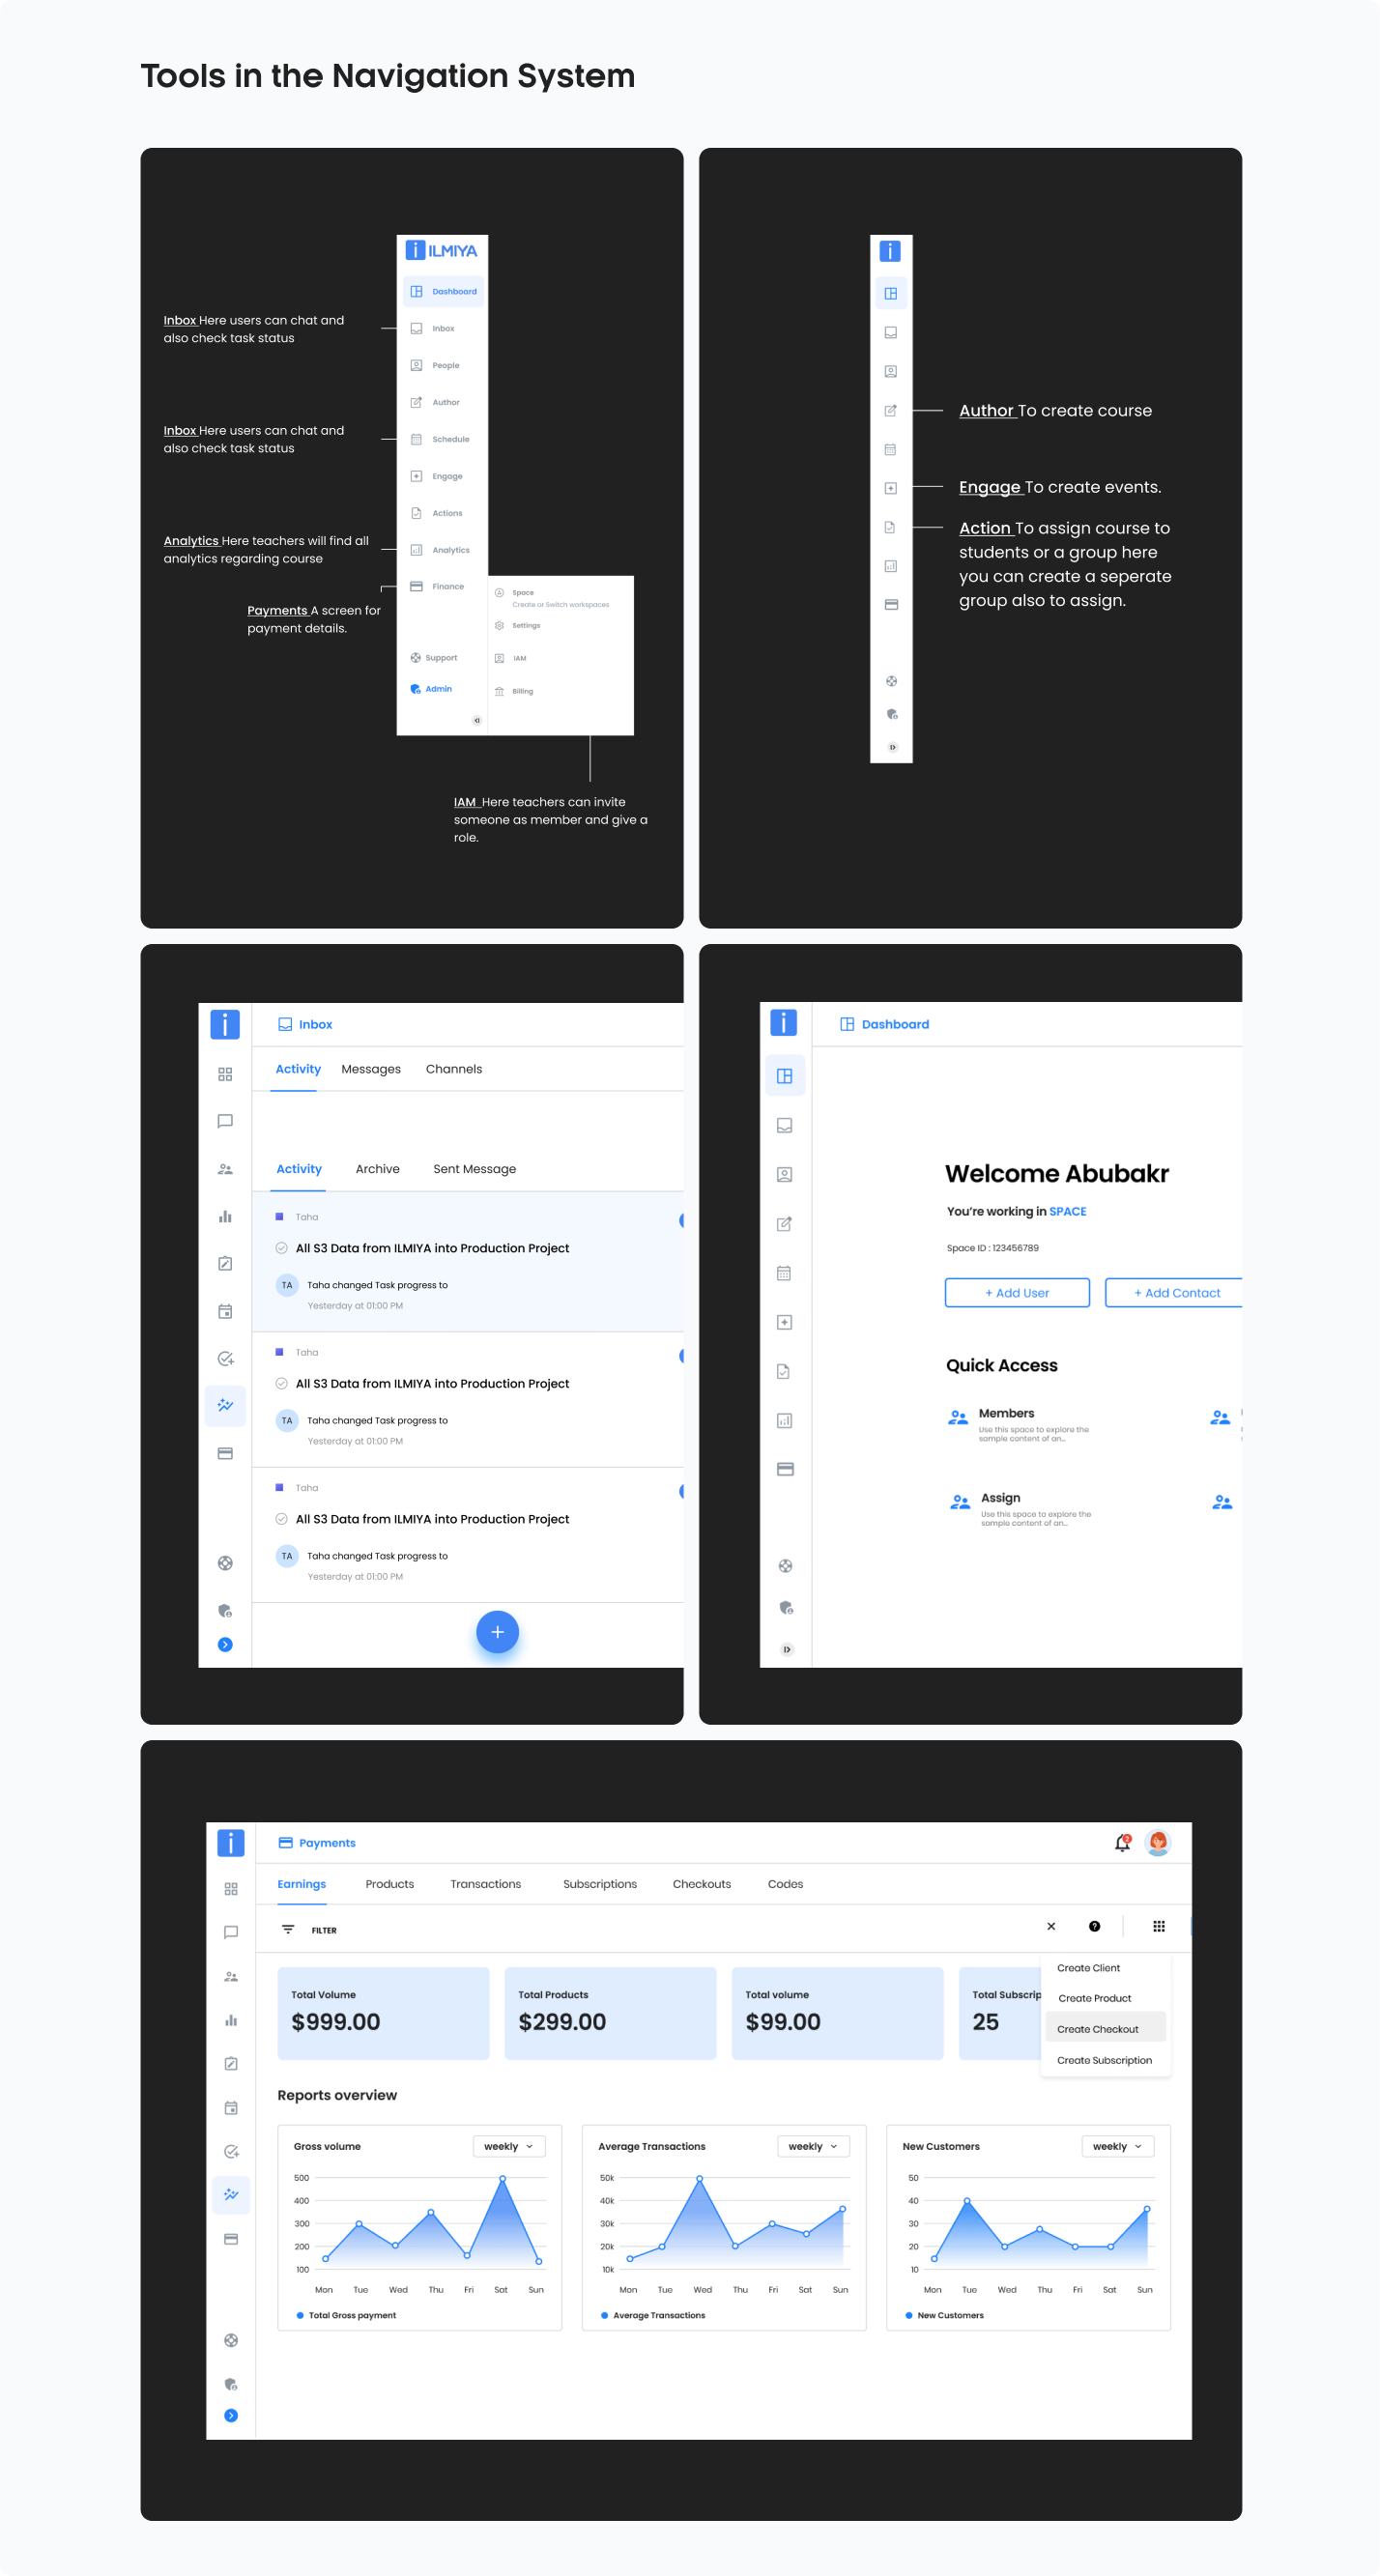 Tools in the Navigation System
ILMIYA
Dashboard
Inbox
People
Author
Schedule
Engage
Actions
Analytics
Finance
Support
Admin
Space
Create or Switch workspaces
Settings
IAM
Billing
Inbox Here users can chat and
also check task status
Inbox Here users can chat and
also check task status
Analytics Here teachers will find all
analytics regarding course
Payments A screen for
payment details.
IAM Here teachers can invite
someone as member and give a
role.
Author To create course
Engage To create events.
Action To assign course to
students or a group here
you can create a seperate
group also to assign.
Inbox
Activity Messages Channels
Activity Archive Sent Message
Taha
All S3 Data from ILMIYA into Production Project
TA Taha changed Task progress to
Yesterday at 01:00 PM
Taha
All S3 Data from ILMIYA into Production Project
TA Taha changed Task progress to
Yesterday at 01:00 PM
Taha
All S3 Data from ILMIYA into Production Project
TA Taha changed Task progress to
Yesterday at 01:00 PM
Dashboard
Welcome Abubakr
You're working in SPACE
Space ID : 123456789
+ Add User + Add Contact
Quick Access
Members
Use this space to explore the
sample content of an...
Assign
Use this space to explore the
sample content of an...
Payments
2
Earnings Products Transactions Subscriptions Checkouts Codes
FILTER
Create Client
Create Product
Create Checkout
Create Subscription
Total Volume
$999.00
Total Products
$299.00
Total volume
$99.00
Total Subscrip
25
Reports overview
Gross volume weekly
500
400
300
200
100
Mon Tue Wed Thu Fri Sat Sun
Total Gross payment
Average Transactions weekly
50k
40k
30k
20k
10k
Mon Tue Wed Thu Fri Sat Sun
Average Transactions
New Customers weekly
50
40
30
20
10
Mon Tue Wed Thu Fri Sat Sun
New Customers